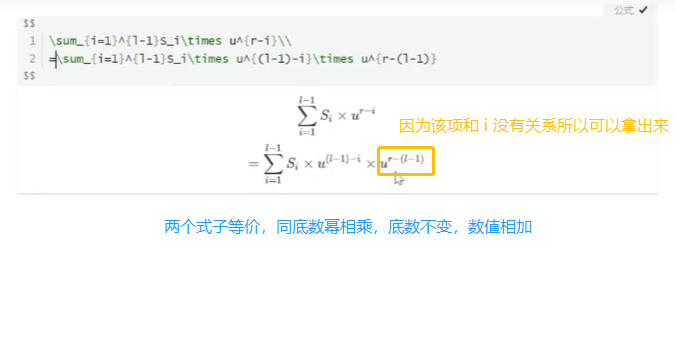 公式 ✓
$$
1 \sum_{i=1}^{l-1}S_i\times u^{r-i}\\
2 =\sum_{i=1}^{l-1}S_i\times u^{(l-1)-i}\times u^{r-(l-1)}
$$
\sum_{i=1}^{l-1} S_i \times u^{r-i}
因为该项和 i 没有关系所以可以拿出来
= \sum_{i=1}^{l-1} S_i \times u^{(l-1)-i} \times u^{r-(l-1)}
两个式子等价，同底数幂相乘，底数不变，数值相加